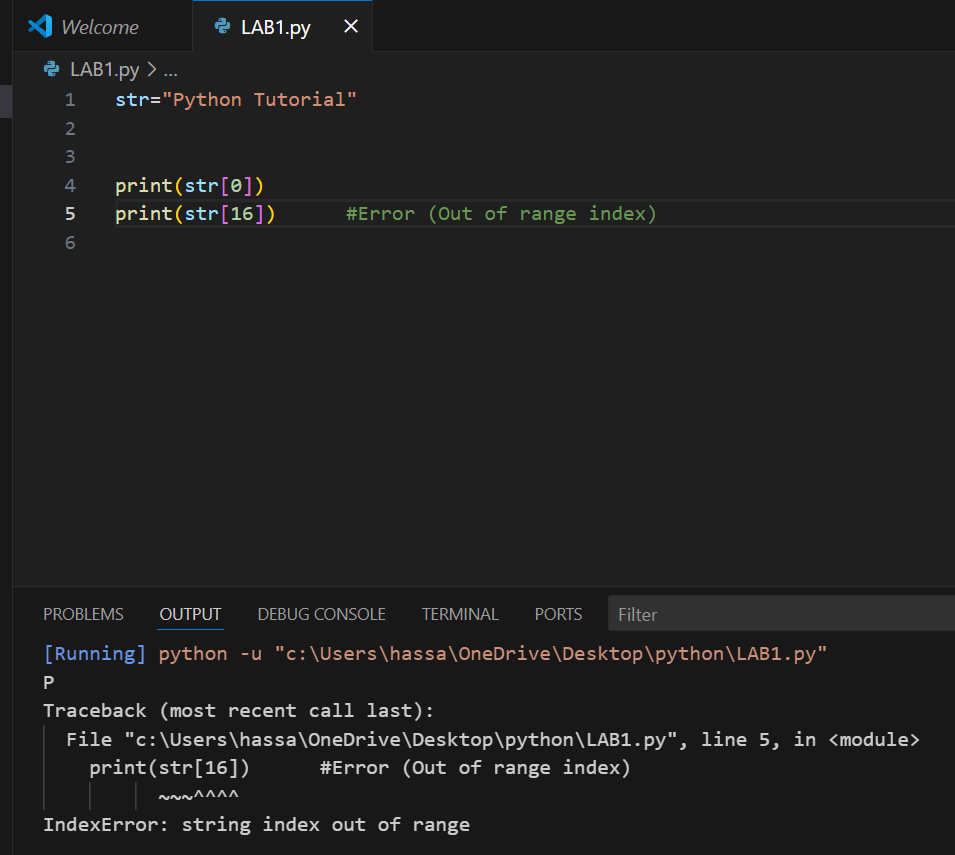 Welcome
LAB1.py
LAB1.py > ...
1 str="Python Tutorial"
2
3
4 print(str[0])
5 print(str[16])      #Error (Out of range index)
6
PROBLEMS OUTPUT DEBUG CONSOLE TERMINAL PORTS Filter
[Running] python -u "c:\Users\hassa\OneDrive\Desktop\python\LAB1.py"
P
Traceback (most recent call last):
  File "c:\Users\hassa\OneDrive\Desktop\python\LAB1.py", line 5, in <module>
    print(str[16])      #Error (Out of range index)
          ~~~^^^^
IndexError: string index out of range